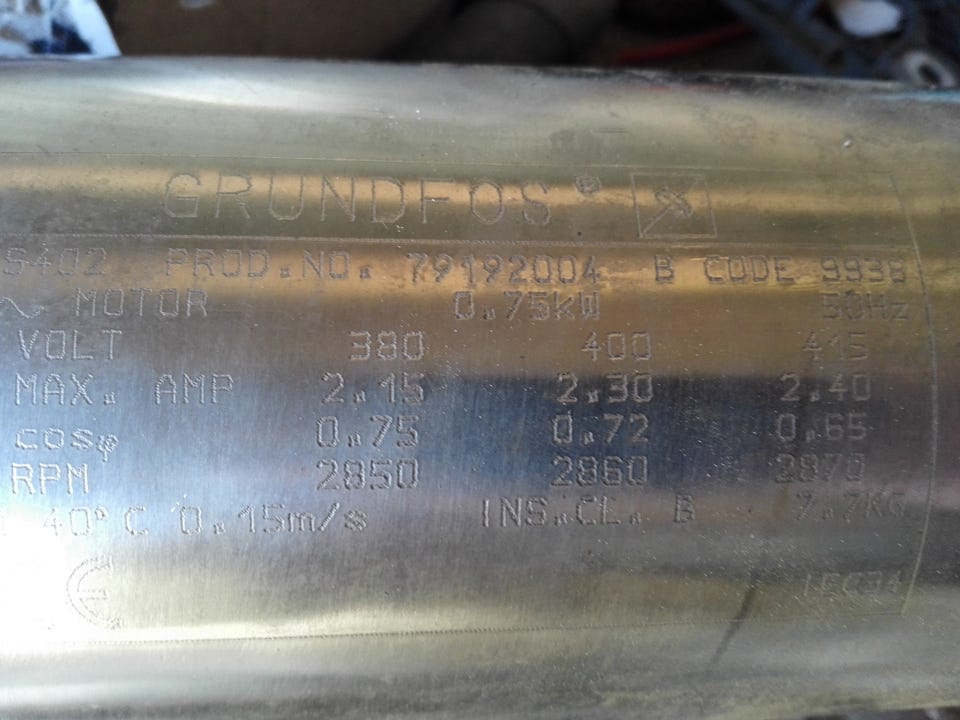 GRUNDFOS®
S402 PROD.NO. 79192004 B CODE 9938
~ MOTOR 0.75kW 50Hz
VOLT 380 400 415
MAX. AMP 2.15 2.30 2.40
cosφ 0.75 0.72 0.65
RPM 2850 2860 2870
40°C 0.15m/s INS.CL. B 7.7KG
CE IEC34